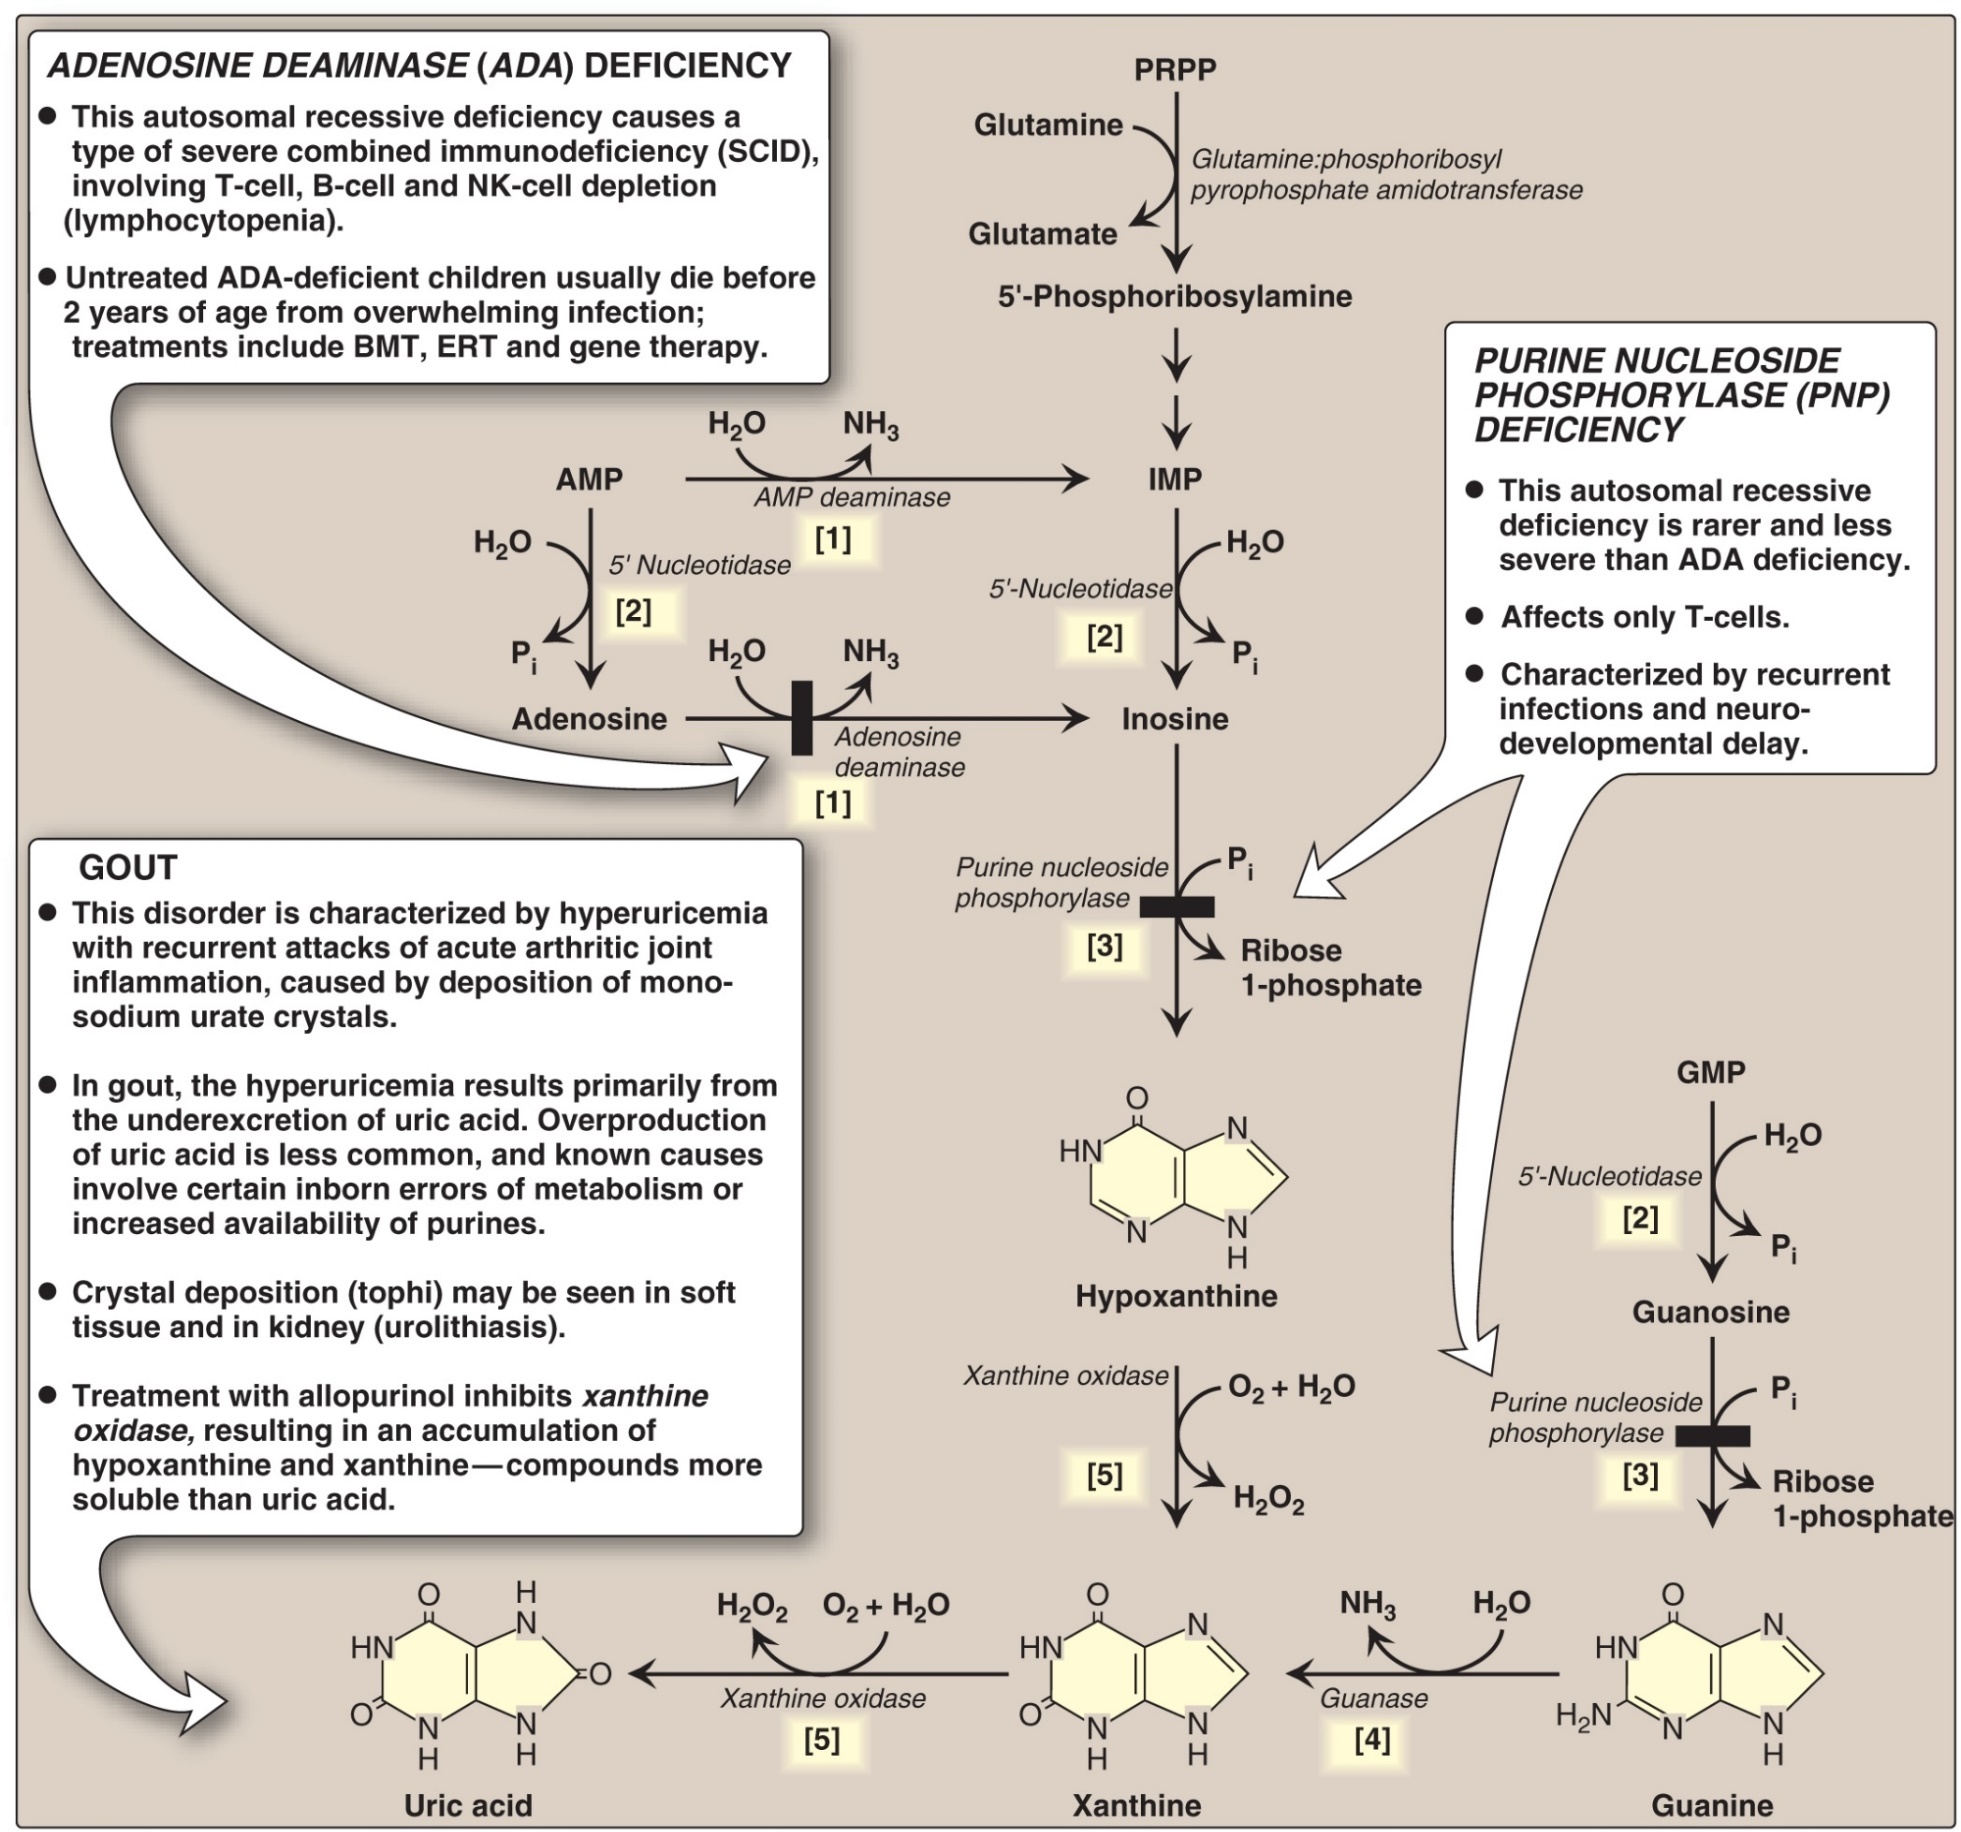 ADENOSINE DEAMINASE (ADA) DEFICIENCY
● This autosomal recessive deficiency causes a
type of severe combined immunodeficiency (SCID),
involving T-cell, B-cell and NK-cell depletion
(lymphocytopenia).
● Untreated ADA-deficient children usually die before
2 years of age from overwhelming infection;
treatments include BMT, ERT and gene therapy.
PRPP
Glutamine
Glutamine:phosphoribosyl
pyrophosphate amidotransferase
Glutamate
5'-Phosphoribosylamine
PURINE NUCLEOSIDE
PHOSPHORYLASE (PNP)
DEFICIENCY
● This autosomal recessive
deficiency is rarer and less
severe than ADA deficiency.
● Affects only T-cells.
● Characterized by recurrent
infections and neuro-
developmental delay.
H₂O NH₃
AMP IMP
AMP deaminase
[1]
H₂O
5' Nucleotidase
[2]
Pᵢ
H₂O
5'-Nucleotidase
[2]
Pᵢ
H₂O NH₃
Adenosine Inosine
Adenosine
deaminase
[1]
Purine nucleoside
phosphorylase
[3]
Pᵢ
Ribose
1-phosphate
GOUT
● This disorder is characterized by hyperuricemia
with recurrent attacks of acute arthritic joint
inflammation, caused by deposition of mono-
sodium urate crystals.
● In gout, the hyperuricemia results primarily from
the underexcretion of uric acid. Overproduction
of uric acid is less common, and known causes
involve certain inborn errors of metabolism or
increased availability of purines.
● Crystal deposition (tophi) may be seen in soft
tissue and in kidney (urolithiasis).
● Treatment with allopurinol inhibits xanthine
oxidase, resulting in an accumulation of
hypoxanthine and xanthine—compounds more
soluble than uric acid.
O
HN N
N N
H
Hypoxanthine
Xanthine oxidase
O₂ + H₂O
[5]
H₂O₂
GMP
H₂O
5'-Nucleotidase
[2]
Pᵢ
Guanosine
Pᵢ
Purine nucleoside
phosphorylase
[3]
Ribose
1-phosphate
O H
HN N
O
O N N
H H
Uric acid
H₂O₂ O₂ + H₂O
Xanthine oxidase
[5]
O
HN N
O N N
H H
Xanthine
NH₃ H₂O
Guanase
[4]
O
HN N
H₂N N N
H
Guanine